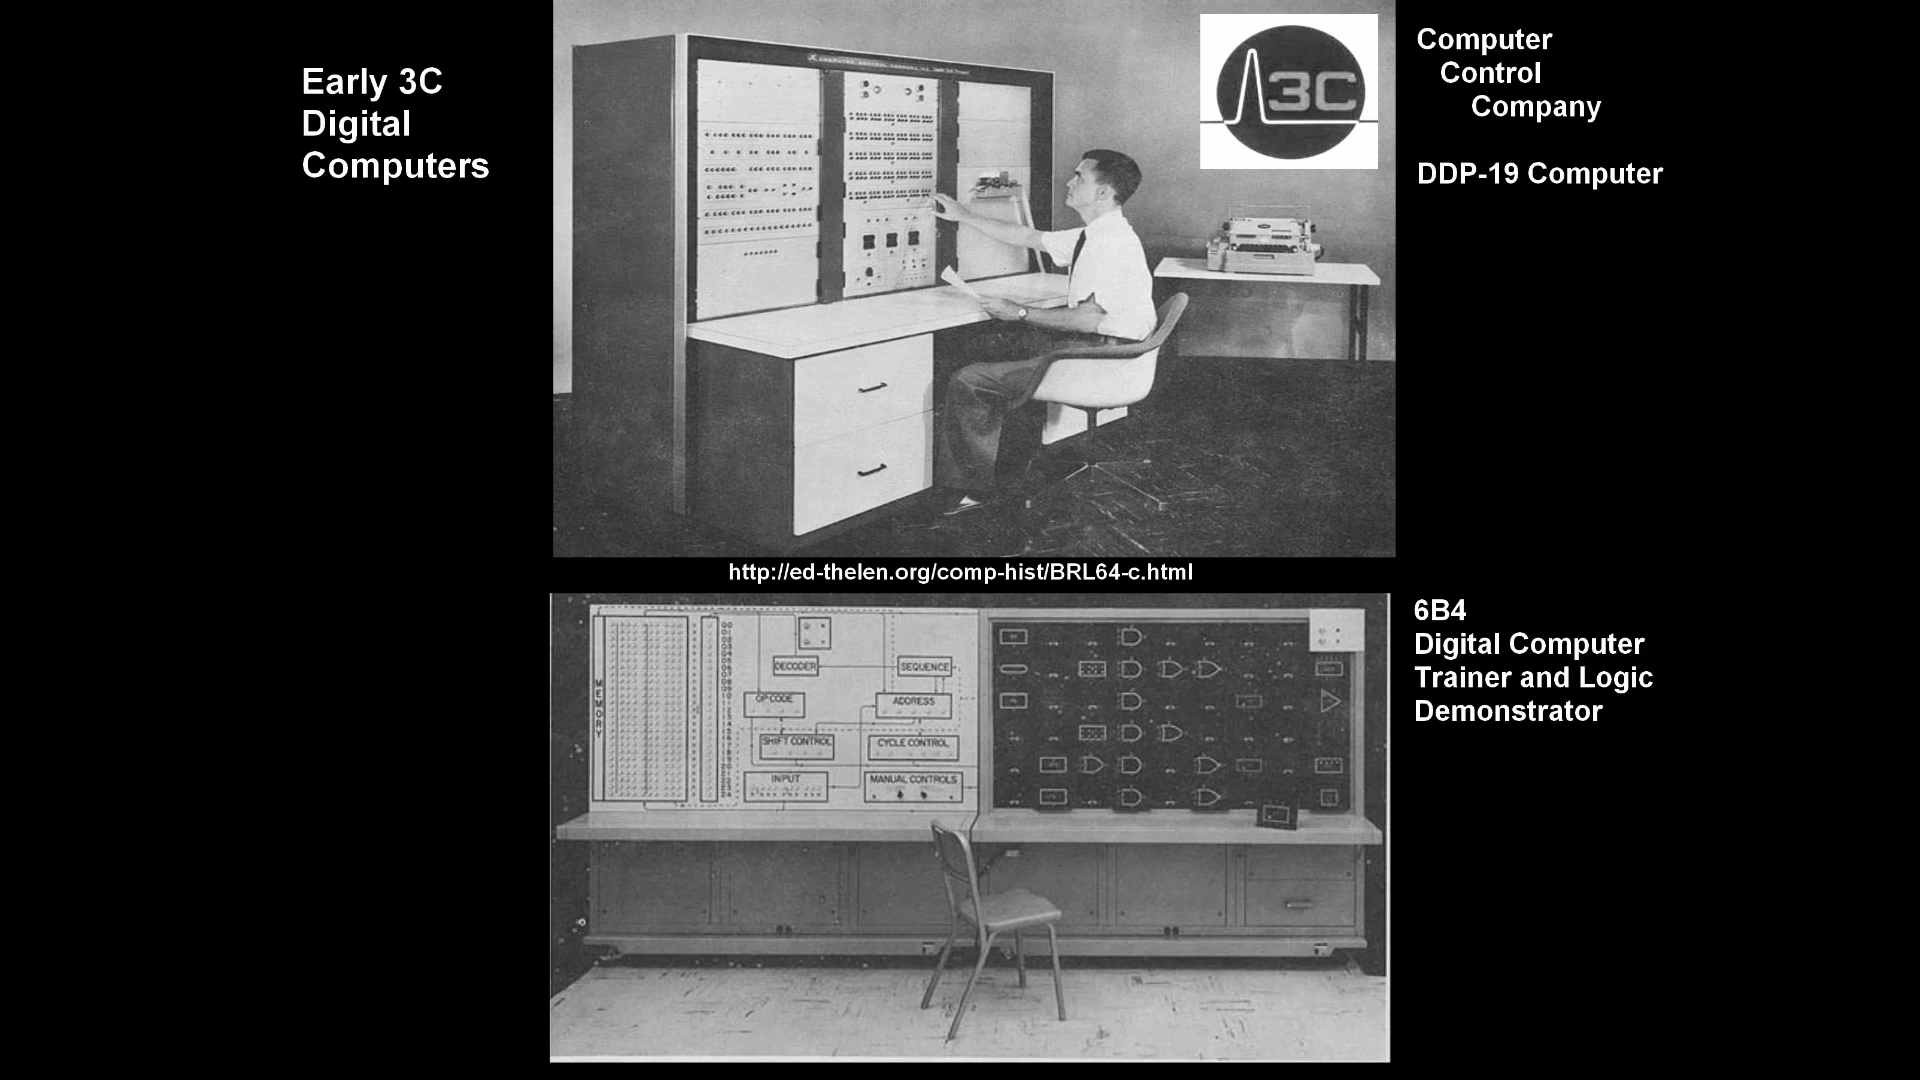 Early 3C
Digital
Computers
3C
Computer
Control
Company
DDP-19 Computer
http://ed-thelen.org/comp-hist/BRL64-c.html
6B4
Digital Computer
Trainer and Logic
Demonstrator
MEMORY
DECODER
SEQUENCE
OP CODE
ADDRESS
SHIFT CONTROL
CYCLE CONTROL
INPUT
MANUAL CONTROLS